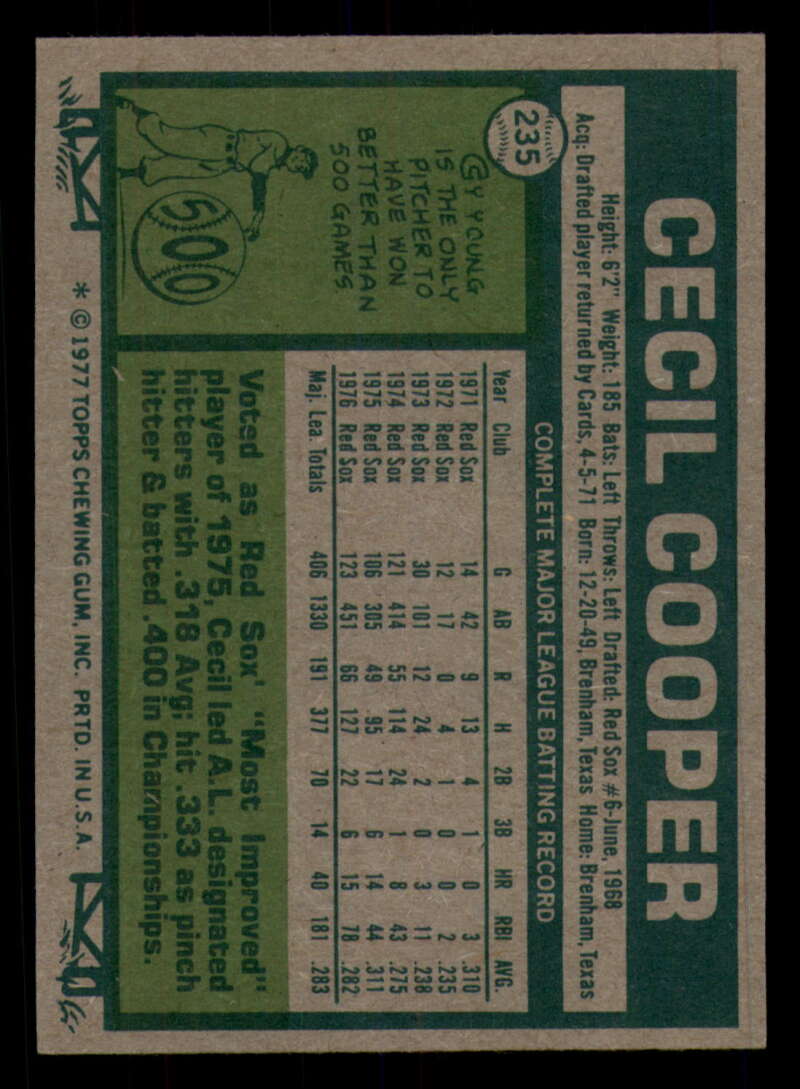 CECIL COOPER
Height: 6'2" Weight: 185 Bats: Left Throws: Left Drafted: Red Sox #6-June, 1968
Acq: Drafted player returned by Cards, 4-5-71 Born: 12-20-49, Brenham, Texas Home: Brenham, Texas
235
COMPLETE MAJOR LEAGUE BATTING RECORD
Year Club G AB R H 2B 3B HR RBI AVG.
1971 Red Sox 14 42 9 13 4 1 0 3 .310
1972 Red Sox 12 17 0 4 1 0 0 2 .235
1973 Red Sox 30 101 12 24 2 0 3 11 .238
1974 Red Sox 121 414 55 114 24 1 8 43 .275
1975 Red Sox 106 305 49 95 17 6 14 44 .311
1976 Red Sox 123 451 66 127 22 6 15 78 .282
Maj. Lea. Totals 406 1330 191 377 70 14 40 181 .283
CY YOUNG
IS THE ONLY
PITCHER TO
HAVE WON
BETTER THAN
500 GAMES
500
Voted as Red Sox' "Most Improved"
player of 1975, Cecil led A.L. designated
hitters with .318 Avg; hit .333 as pinch
hitter & batted .400 in Championships.
* © 1977 TOPPS CHEWING GUM, INC. PRTD. IN U.S.A.